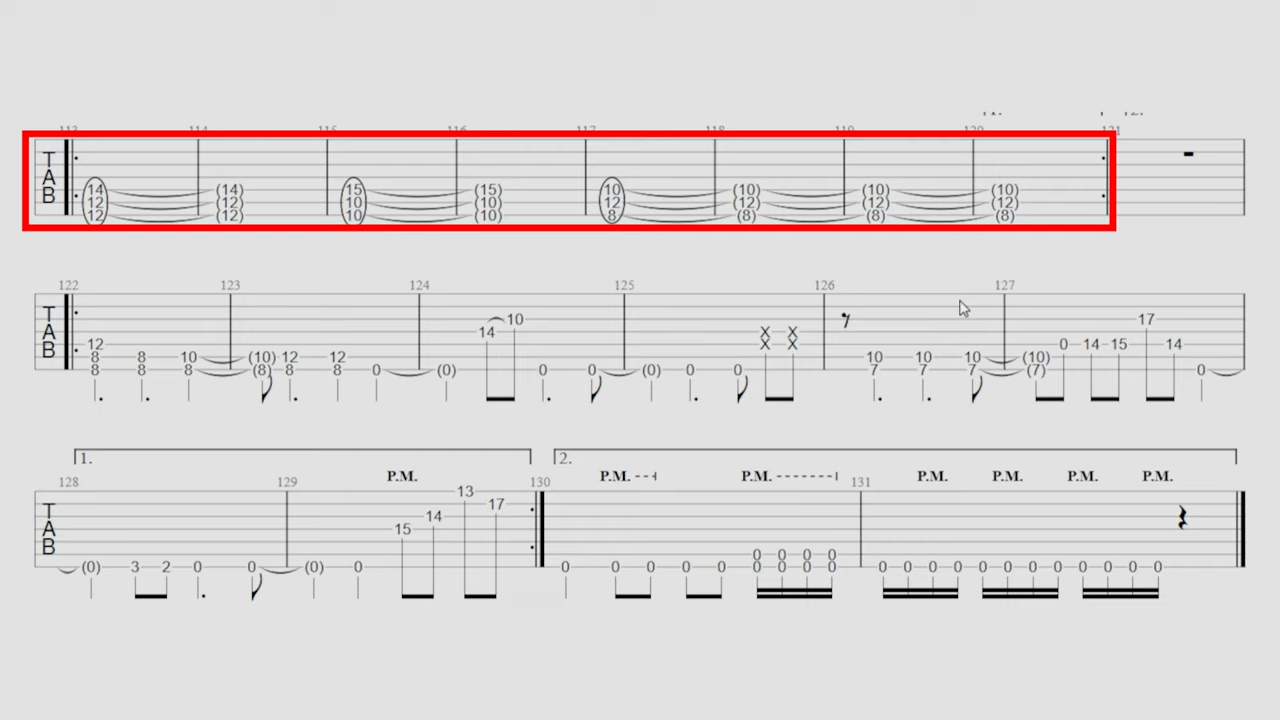 1. 2.
113 114 115 116 117 118 119 120 121
T
A
B
14 (14) 15 (15) 10 (10) (10) (10)
12 (12) 10 (10) 12 (12) (12) (12)
12 (12) 10 (10) 8 (8) (8) (8)
122 123 124 125 126 127
T
A
B
10 17
14 X X
12 X X 0 14 15 14
8 8 10 (10) 12 12 10 10 10 (10)
8 8 8 (8) 8 8 0 (0) 0 0 (0) 0 0 7 7 7 (7) 0
1. 2.
P.M. P.M. P.M. P.M. P.M. P.M. P.M.
128 129 130 131
T
A
B
13
17
14
15
0 0 0 0
(0) 3 2 0 0 (0) 0 0 0 0 0 0 0 0 0 0 0 0 0 0 0 0 0 0 0 0 0 0 0